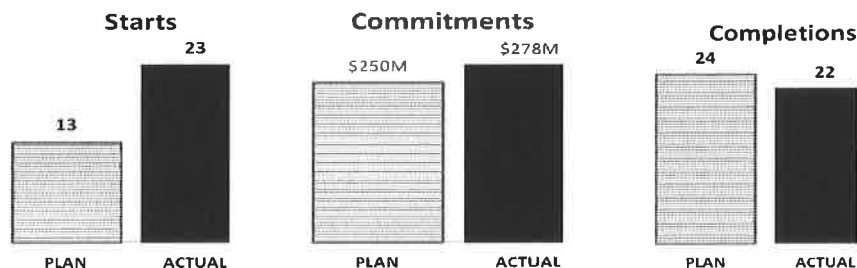 Starts
23
13
PLAN ACTUAL
Commitments
$250M
$278M
PLAN ACTUAL
Completions
24
22
PLAN ACTUAL